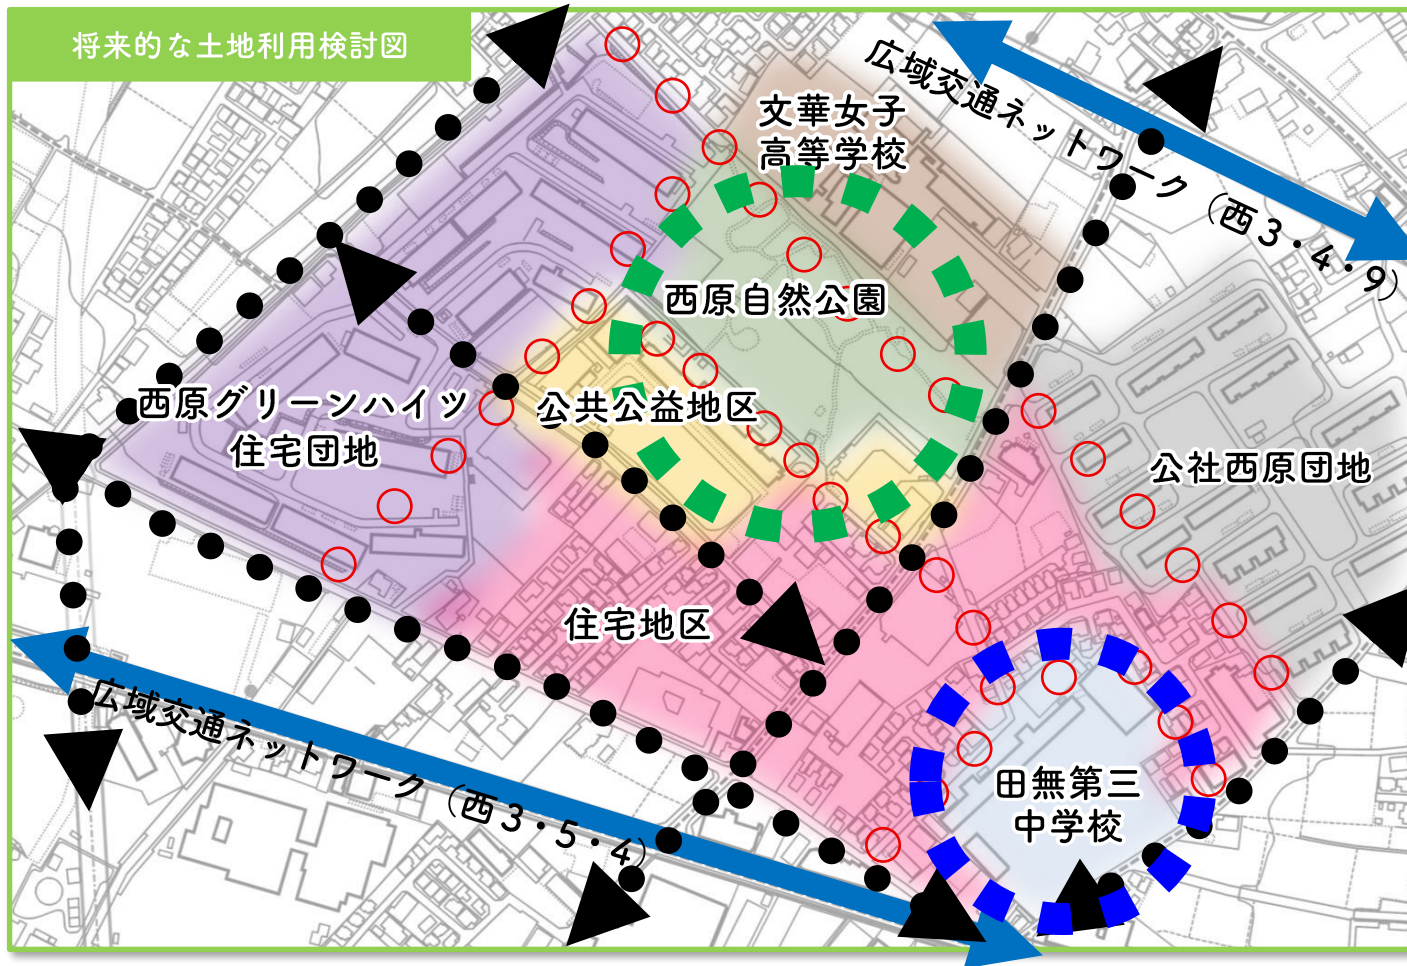 将来的な土地利用検討図
広域交通ネットワーク（西３・４・９）
文華女子
高等学校
西原自然公園
西原グリーンハイツ
住宅団地
公共公益地区
公社西原団地
住宅地区
広域交通ネットワーク（西３・５・４）
田無第三
中学校